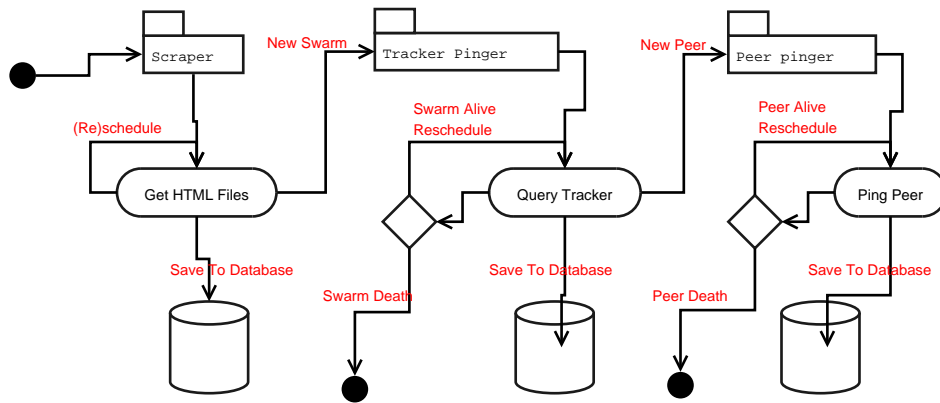 Scraper
New Swarm
Tracker Pinger
New Peer
Peer pinger
(Re)schedule
Swarm Alive
Reschedule
Peer Alive
Reschedule
Get HTML Files
Query Tracker
Ping Peer
Save To Database
Swarm Death
Save To Database
Peer Death
Save To Database